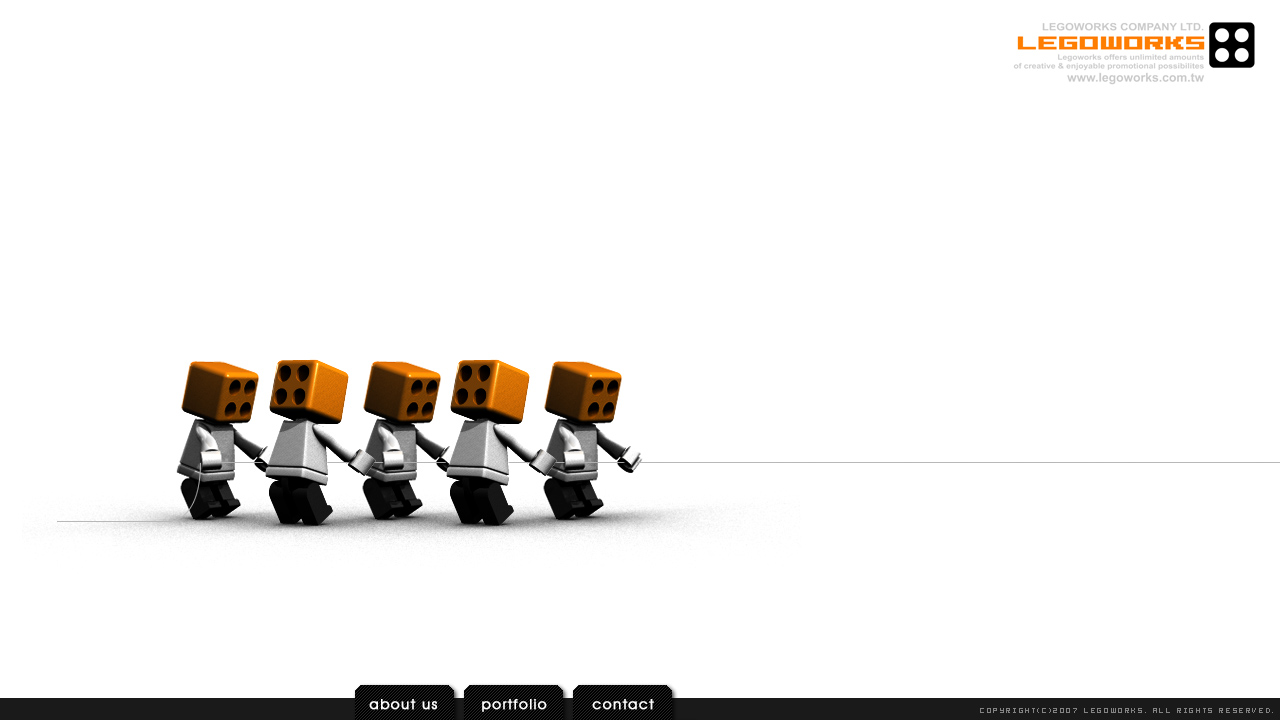 LEGOWORKS COMPANY LTD.
LEGOWORKS
Legoworks offers unlimited amounts
of creative & enjoyable promotional possibilites
www.legoworks.com.tw
about us
portfolio
contact
COPYRIGHT(C)2007 LEGOWORKS. ALL RIGHTS RESERVED.